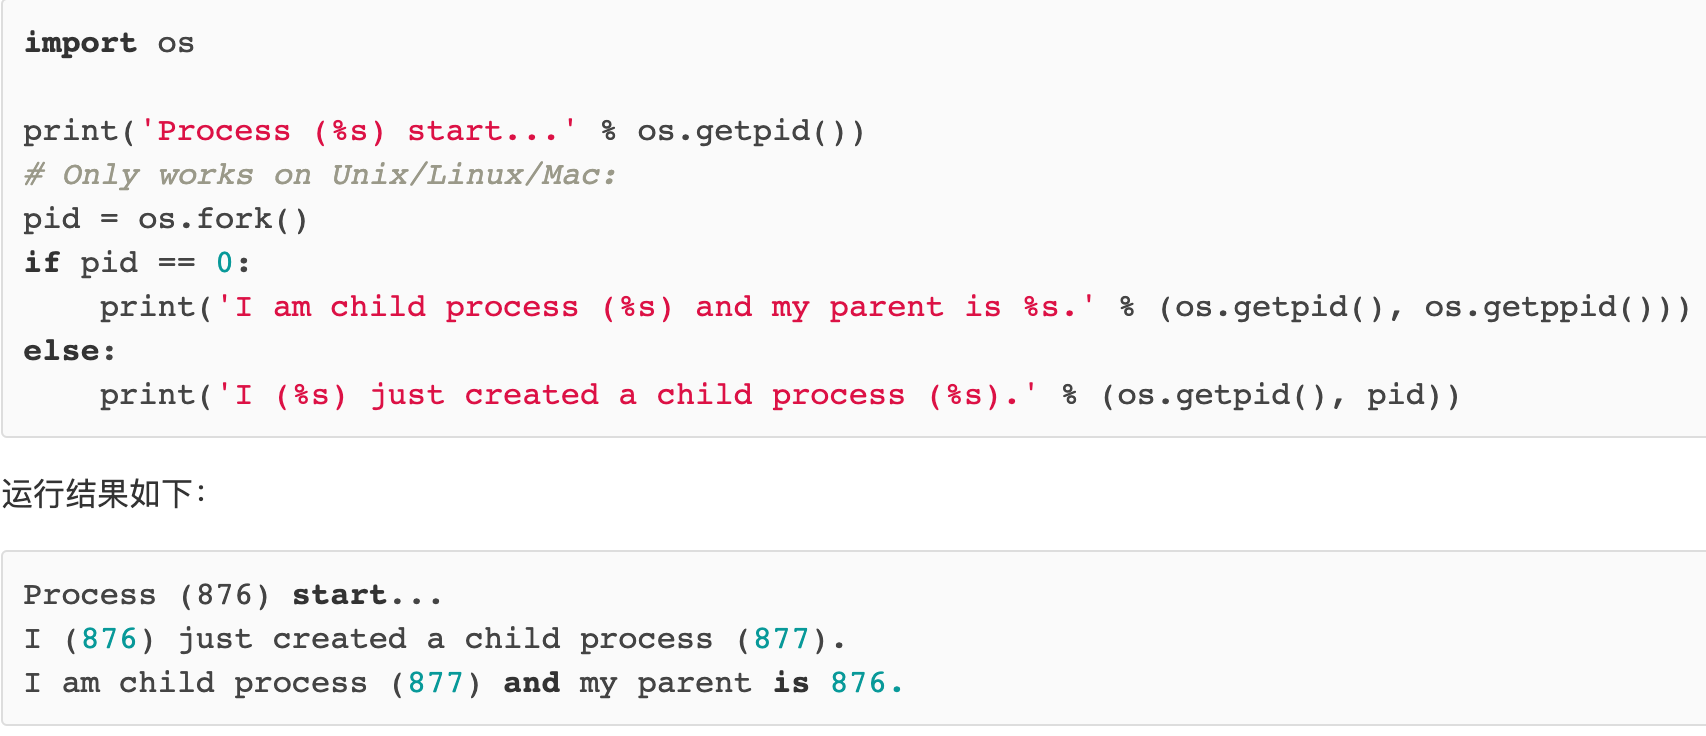 import os
print('Process (%s) start...' % os.getpid())
# Only works on Unix/Linux/Mac:
pid = os.fork()
if pid == 0:
    print('I am child process (%s) and my parent is %s.' % (os.getpid(), os.getppid()))
else:
    print('I (%s) just created a child process (%s).' % (os.getpid(), pid))
运行结果如下：
Process (876) start...
I (876) just created a child process (877).
I am child process (877) and my parent is 876.